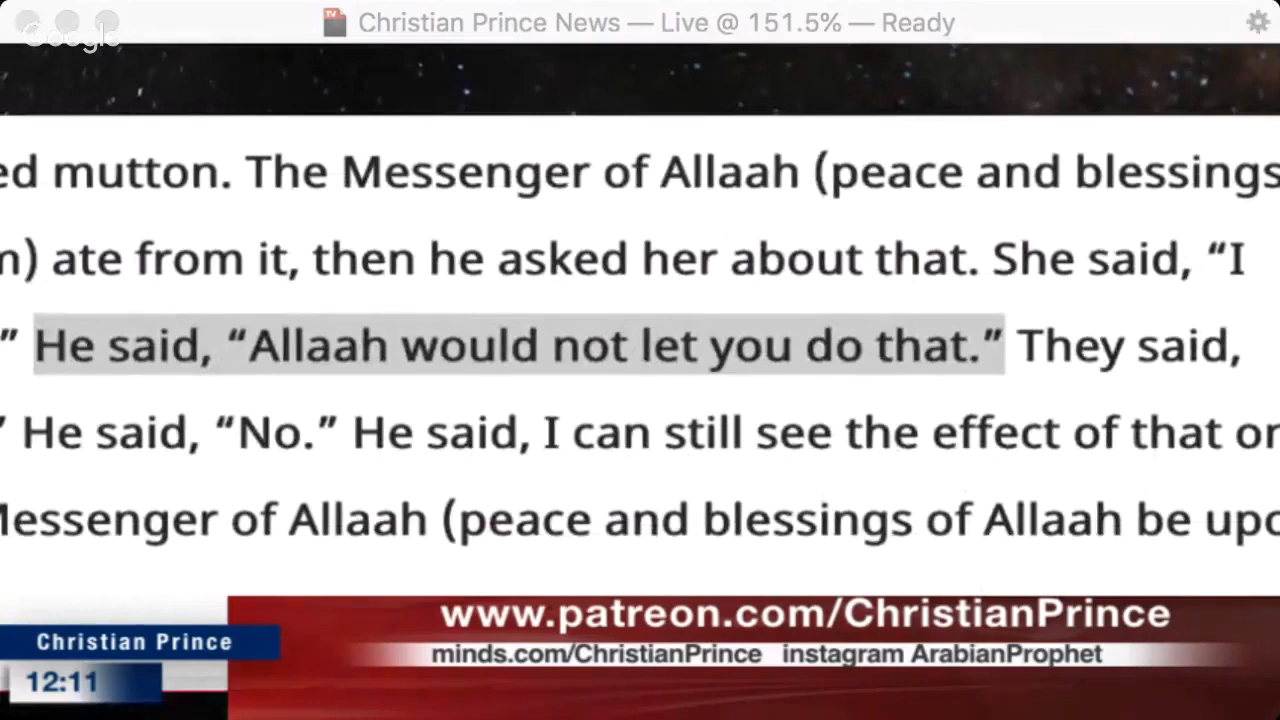 Christian Prince News — Live @ 151.5% — Ready
Google
ed mutton. The Messenger of Allaah (peace and blessings
m) ate from it, then he asked her about that. She said, “I
” He said, “Allaah would not let you do that.” They said,
” He said, “No.” He said, I can still see the effect of that on
Messenger of Allaah (peace and blessings of Allaah be upo
www.patreon.com/ChristianPrince
Christian Prince
minds.com/ChristianPrince instagram ArabianProphet
12:11